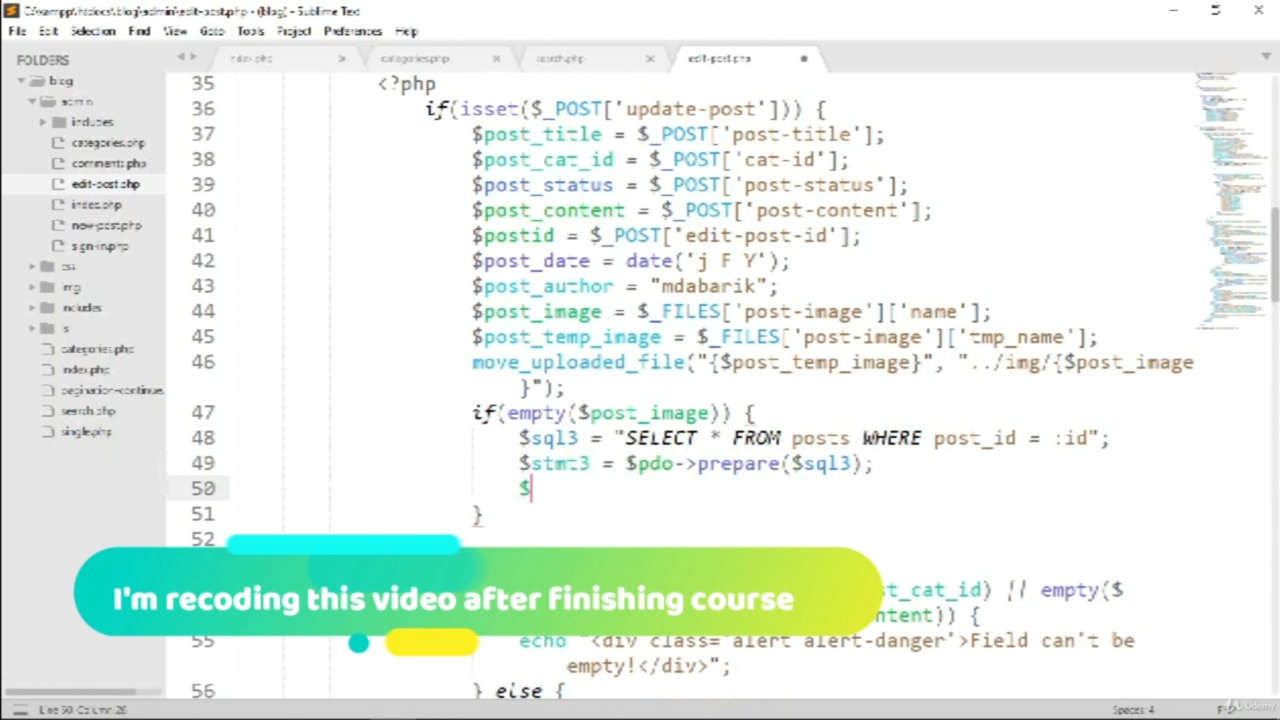 C:\xampp\htdocs\blog\admin\edit-post.php • (blog) - Sublime Text
File Edit Selection Find View Goto Tools Project Preferences Help
FOLDERS
index.php categories.php search.php edit-post.php
blog
admin
includes
categories.php
comments.php
edit-post.php
index.php
new-post.php
sign-in.php
css
img
includes
js
categories.php
index.php
pagination-continue.
search.php
single.php
35 <?php
36 if(isset($_POST['update-post'])) {
37 $post_title = $_POST['post-title'];
38 $post_cat_id = $_POST['cat-id'];
39 $post_status = $_POST['post-status'];
40 $post_content = $_POST['post-content'];
41 $postid = $_POST['edit-post-id'];
42 $post_date = date('j F Y');
43 $post_author = "mdabarik";
44 $post_image = $_FILES['post-image']['name'];
45 $post_temp_image = $_FILES['post-image']['tmp_name'];
46 move_uploaded_file("{$post_temp_image}", "../img/{$post_image
}");
47 if(empty($post_image)) {
48 $sql3 = "SELECT * FROM posts WHERE post_id = :id";
49 $stmt3 = $pdo->prepare($sql3);
50 $
51 }
52
st_cat_id) || empty($
ntent)) {
I'm recoding this video after finishing course
55 echo "<div class='alert alert-danger'>Field can't be
empty!</div>";
56 } else {
Line 50, Column 26
Spaces: 4
PHP
Udemy